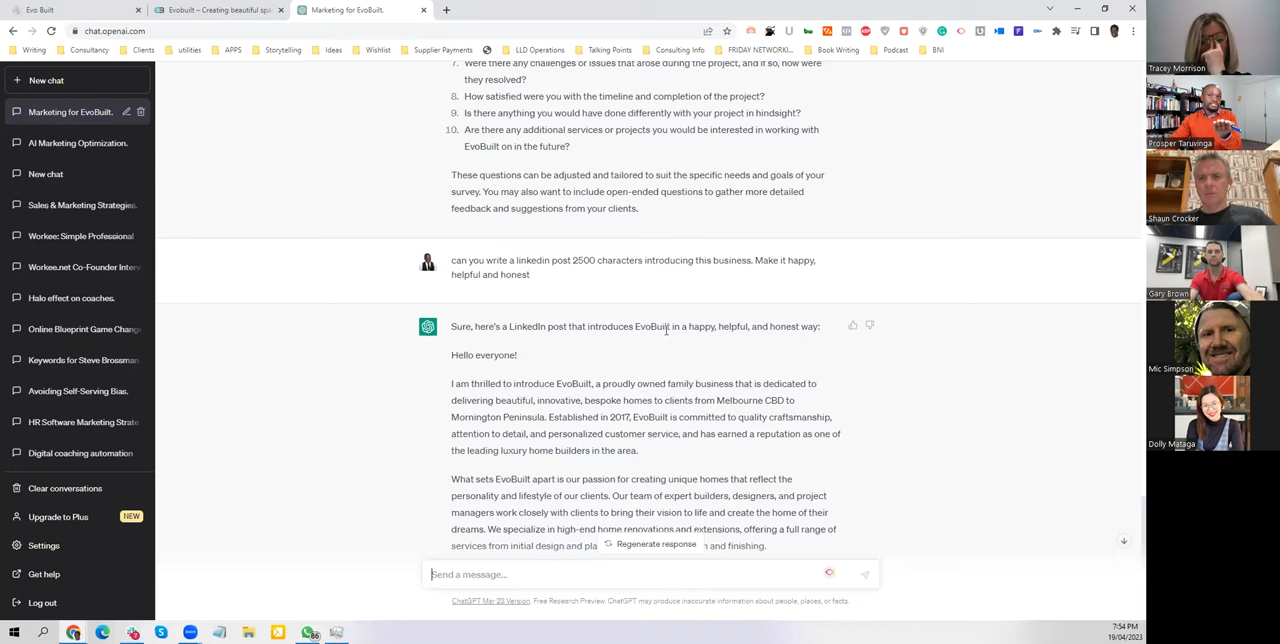 Evo Built
Evobuilt – Creating beautiful spa
Marketing for EvoBuilt.
chat.openai.com
Writing
Consultancy
Clients
utilities
APPS
Storytelling
Ideas
Wishlist
Supplier Payments
LLD Operations
Talking Points
Consulting Info
FRIDAY NETWORKI...
Book Writing
Podcast
BNI
New chat
Marketing for EvoBuilt.
AI Marketing Optimization.
New chat
Sales & Marketing Strategies.
Workee: Simple Professional
Workee.net Co-Founder Inter
Halo effect on coaches.
Online Blueprint Game Change
Keywords for Steve Brossman
Avoiding Self-Serving Bias.
HR Software Marketing Strate
Digital coaching automation
Clear conversations
Upgrade to Plus
NEW
Settings
Get help
Log out
7. Were there any challenges or issues that arose during the project, and if so, how were
they resolved?
8. How satisfied were you with the timeline and completion of the project?
9. Is there anything you would have done differently with your project in hindsight?
10. Are there any additional services or projects you would be interested in working with
EvoBuilt on in the future?
These questions can be adjusted and tailored to suit the specific needs and goals of your
survey. You may also want to include open-ended questions to gather more detailed
feedback and suggestions from your clients.
can you write a linkedin post 2500 characters introducing this business. Make it happy,
helpful and honest
Sure, here's a LinkedIn post that introduces EvoBuilt in a happy, helpful, and honest way:
Hello everyone!
I am thrilled to introduce EvoBuilt, a proudly owned family business that is dedicated to
delivering beautiful, innovative, bespoke homes to clients from Melbourne CBD to
Mornington Peninsula. Established in 2017, EvoBuilt is committed to quality craftsmanship,
attention to detail, and personalized customer service, and has earned a reputation as one of
the leading luxury home builders in the area.
What sets EvoBuilt apart is our passion for creating unique homes that reflect the
personality and lifestyle of our clients. Our team of expert builders, designers, and project
managers work closely with clients to bring their vision to life and create the home of their
dreams. We specialize in high-end home renovations and extensions, offering a full range of
services from initial design and pla
n and finishing.
Regenerate response
Send a message...
ChatGPT Mar 23 Version. Free Research Preview. ChatGPT may produce inaccurate information about people, places, or facts.
Tracey Morrison
Prosper Taruvinga
Shaun Crocker
Gary Brown
Mic Simpson
Dolly Mataga
86
7:54 PM
19/04/2023